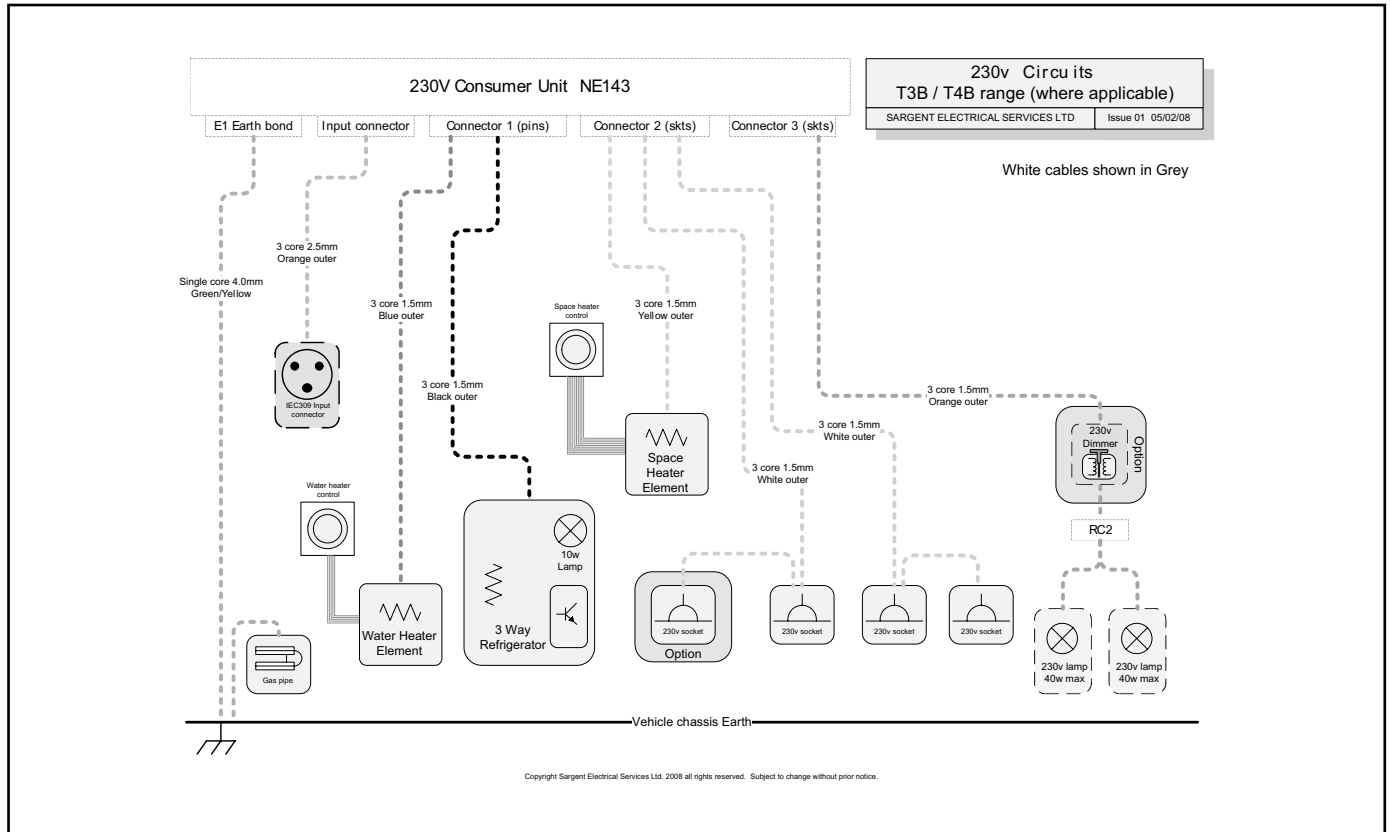 230V Consumer Unit NE143
230v Circuits
T3B / T4B range (where applicable)
SARGENT ELECTRICAL SERVICES LTD
Issue 01 05/02/08
E1 Earth bond
Input connector
Connector 1 (pins)
Connector 2 (skts)
Connector 3 (skts)
White cables shown in Grey
3 core 2.5mm
Orange outer
Single core 4.0mm
Green/Yellow
3 core 1.5mm
Blue outer
Space heater
control
3 core 1.5mm
Yellow outer
3 core 1.5mm
Black outer
3 core 1.5mm
Orange outer
IEC309 Input
connector
3 core 1.5mm
White outer
230v
Dimmer
Option
Space
Heater
Element
3 core 1.5mm
White outer
Water heater
control
RC2
10w
Lamp
3 Way
Refrigerator
Water Heater
Element
230v socket
Option
230v socket
230v socket
230v socket
230v lamp
40w max
230v lamp
40w max
Gas pipe
Vehicle chassis Earth
Copyright Sargent Electrical Services Ltd. 2008 all rights reserved. Subject to change without prior notice.